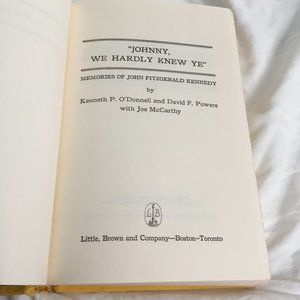 "JOHNNY,
WE HARDLY KNEW YE"
MEMORIES OF JOHN FITZGERALD KENNEDY
by
Kenneth P. O'Donnell and David F. Powers
with Joe McCarthy
L B
Little, Brown and Company—Boston-Toronto